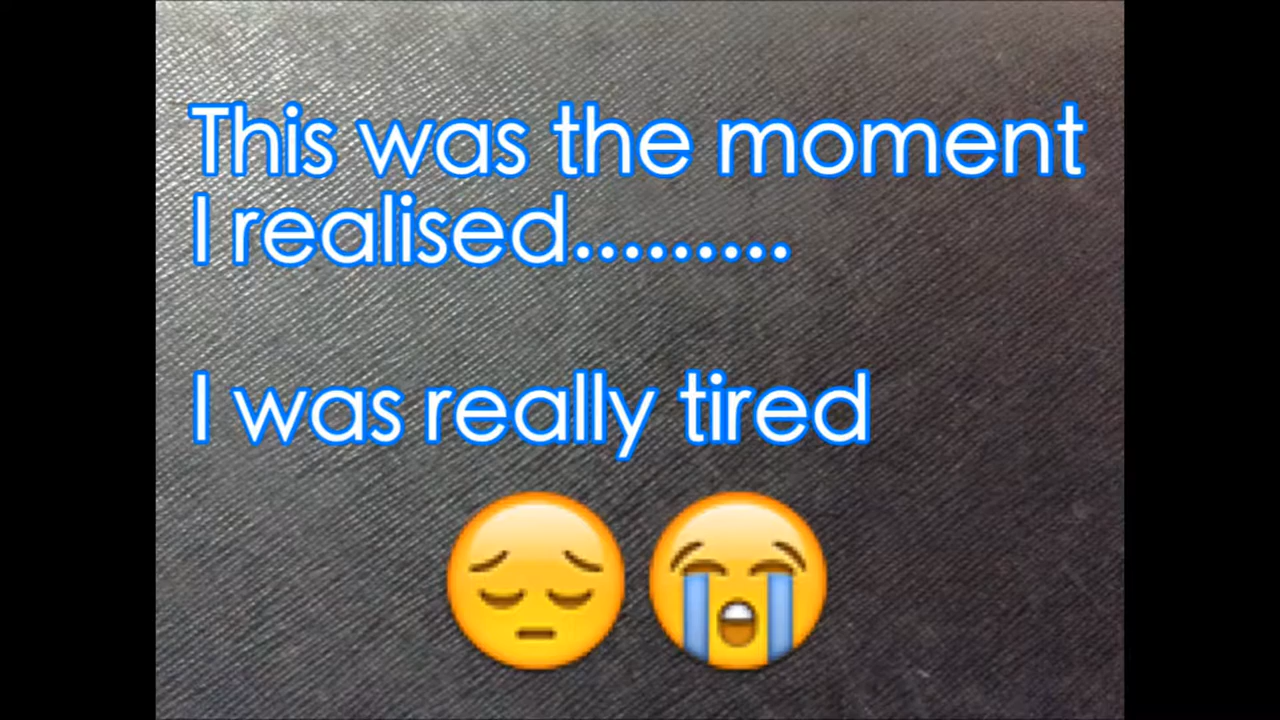 This was the moment
I realised.........
I was really tired